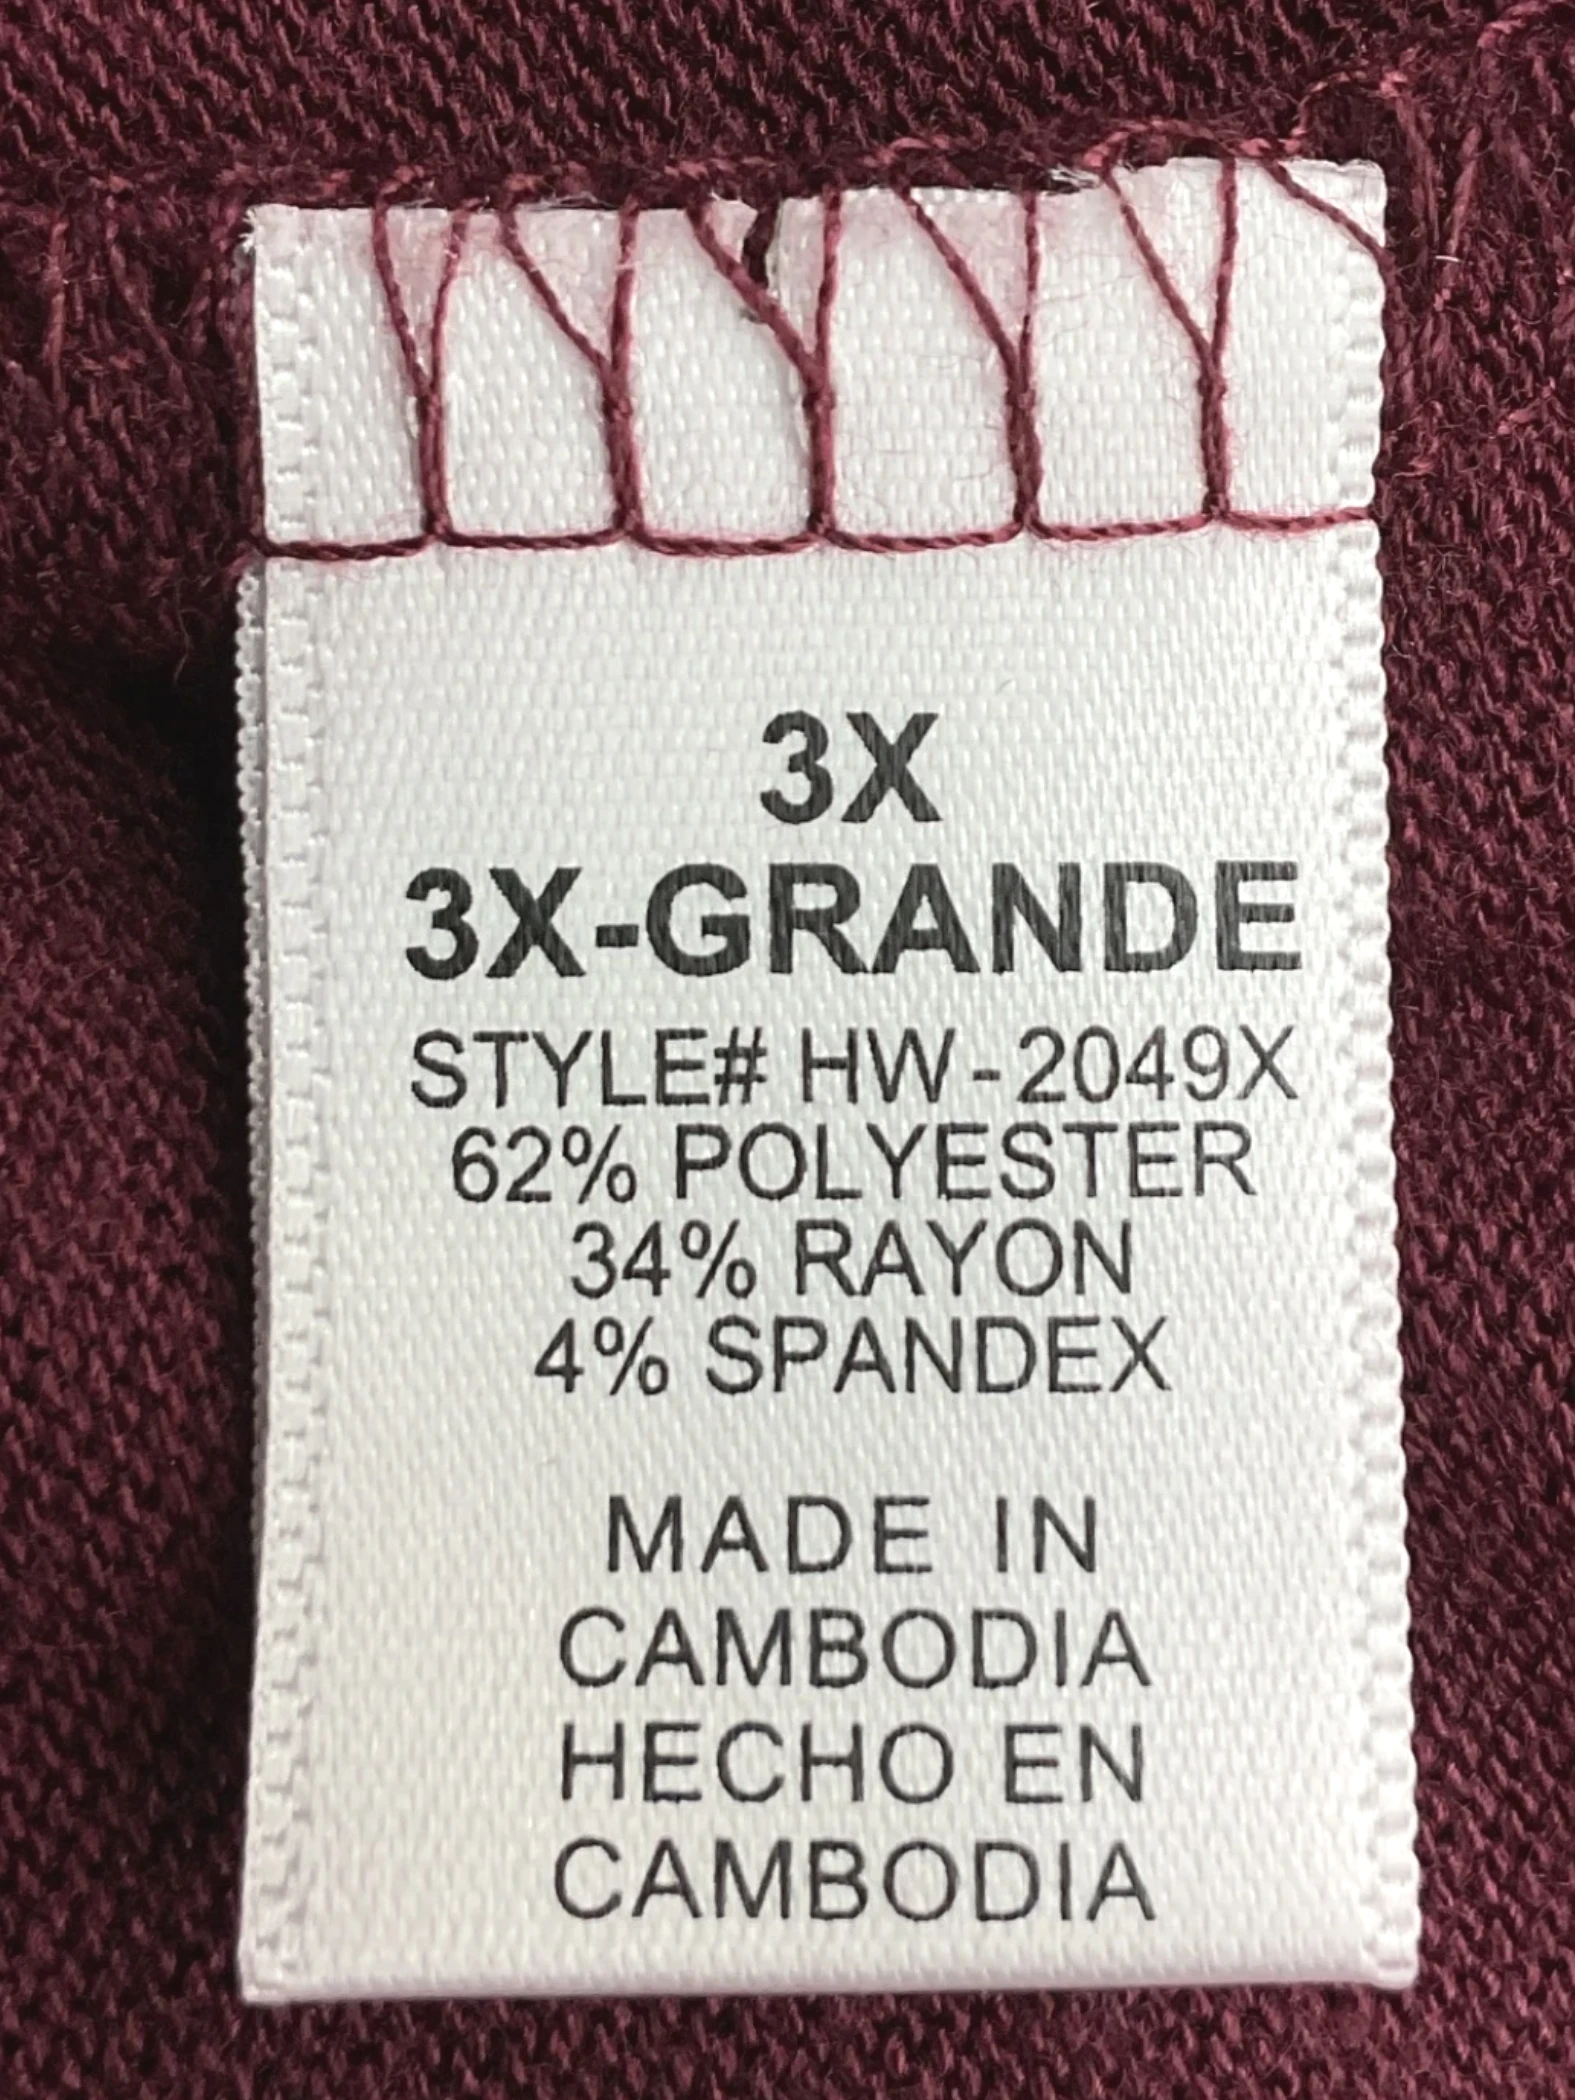 3X
3X-GRANDE
STYLE# HW-2049X
62% POLYESTER
34% RAYON
4% SPANDEX
MADE IN
CAMBODIA
HECHO EN
CAMBODIA